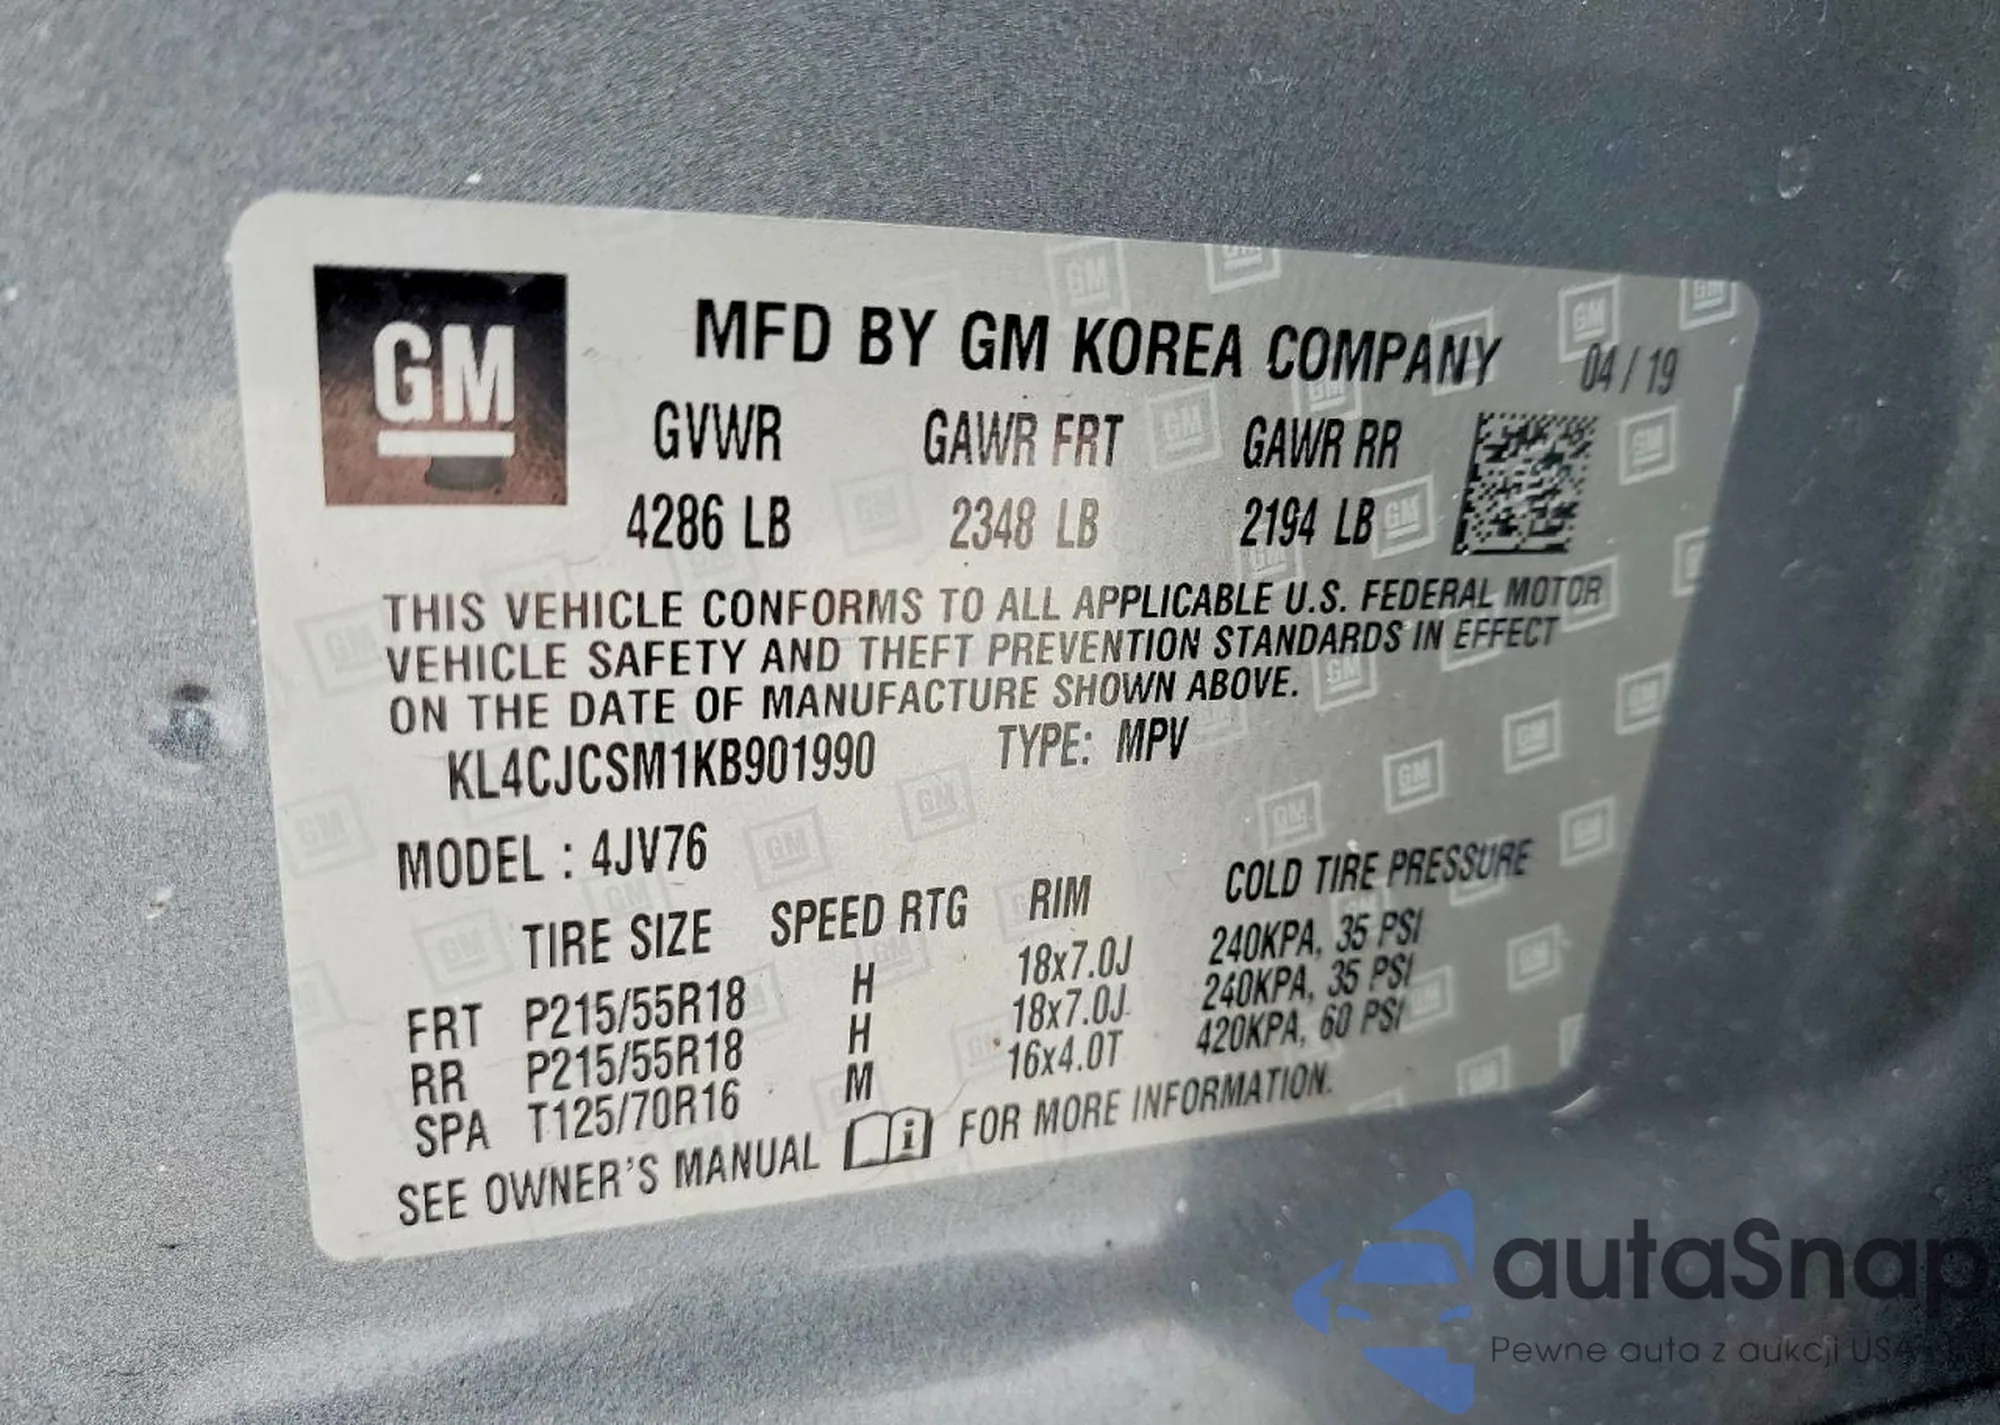 GM
MFD BY GM KOREA COMPANY 04 / 19
GVWR GAWR FRT GAWR RR
4286 LB 2348 LB 2194 LB
THIS VEHICLE CONFORMS TO ALL APPLICABLE U.S. FEDERAL MOTOR
VEHICLE SAFETY AND THEFT PREVENTION STANDARDS IN EFFECT
ON THE DATE OF MANUFACTURE SHOWN ABOVE.
KL4CJCSM1KB901990 TYPE: MPV
MODEL : 4JV76
TIRE SIZE SPEED RTG RIM COLD TIRE PRESSURE
FRT P215/55R18 H 18x7.0J 240KPA, 35 PSI
RR P215/55R18 H 18x7.0J 240KPA, 35 PSI
SPA T125/70R16 M 16x4.0T 420KPA, 60 PSI
SEE OWNER'S MANUAL i FOR MORE INFORMATION.
autaSnap
Pewne auta z aukcji USA